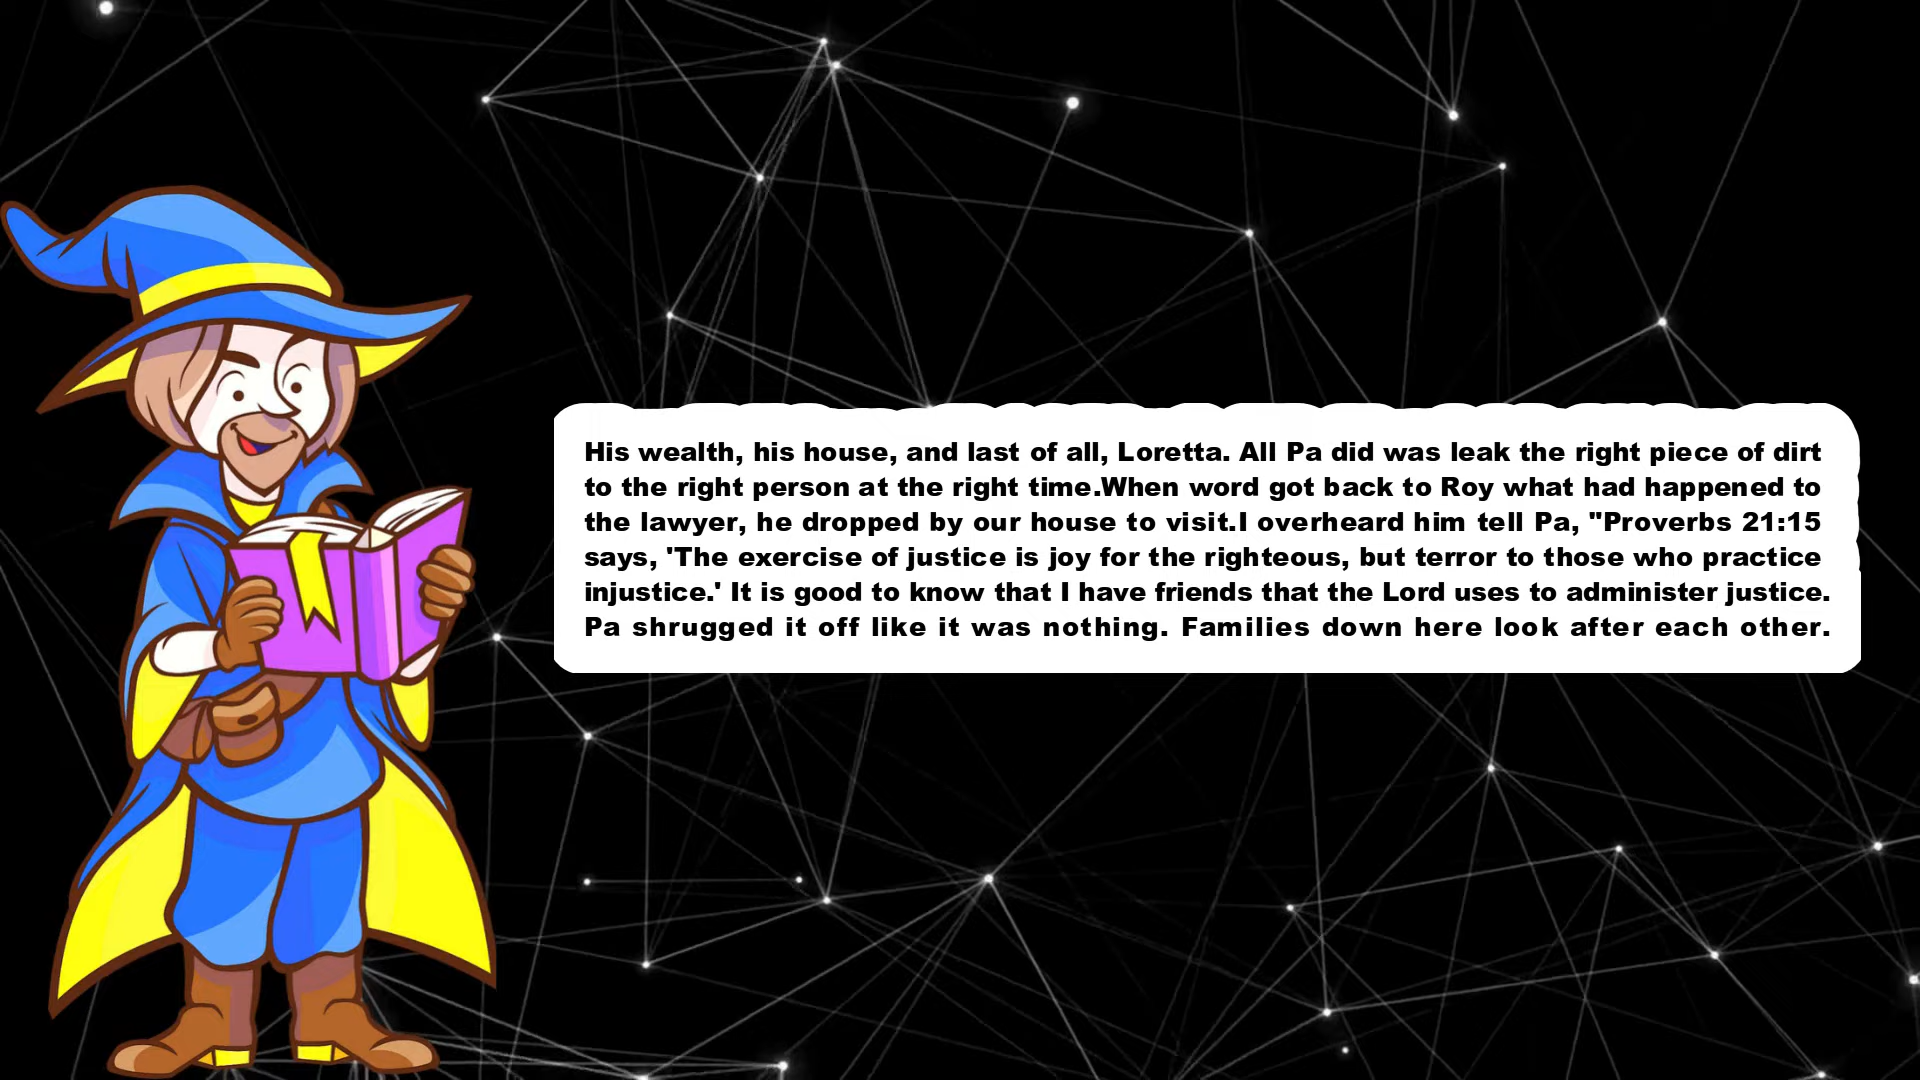 His wealth, his house, and last of all, Loretta. All Pa did was leak the right piece of dirt
to the right person at the right time.When word got back to Roy what had happened to
the lawyer, he dropped by our house to visit.I overheard him tell Pa, "Proverbs 21:15
says, 'The exercise of justice is joy for the righteous, but terror to those who practice
injustice.' It is good to know that I have friends that the Lord uses to administer justice.
Pa shrugged it off like it was nothing. Families down here look after each other.